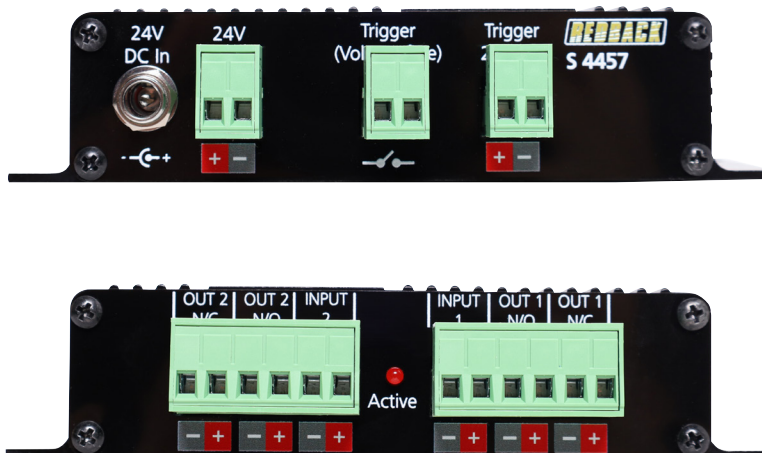 24V
DC In
24V
Trigger
Trigger
REDBACK
S 4457
- +
+ -
+ -
OUT 2
N/C
OUT 2
N/O
INPUT
2
INPUT
1
OUT 1
N/O
OUT 1
N/C
Active
- + - + - +
- + - + - +